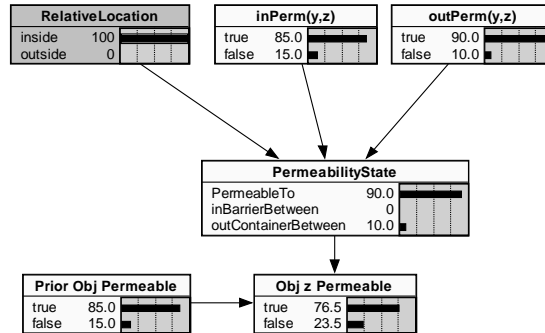 RelativeLocation
inside 100
outside 0
inPerm(y,z)
true 85.0
false 15.0
outPerm(y,z)
true 90.0
false 10.0
PermeabilityState
PermeableTo 90.0
inBarrierBetween 0
outContainerBetween 10.0
Prior Obj Permeable
true 85.0
false 15.0
Obj z Permeable
true 76.5
false 23.5